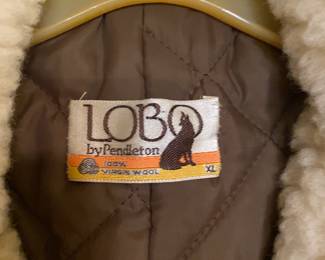 LOBO
by Pendleton
100%
VIRGIN WOOL
XL